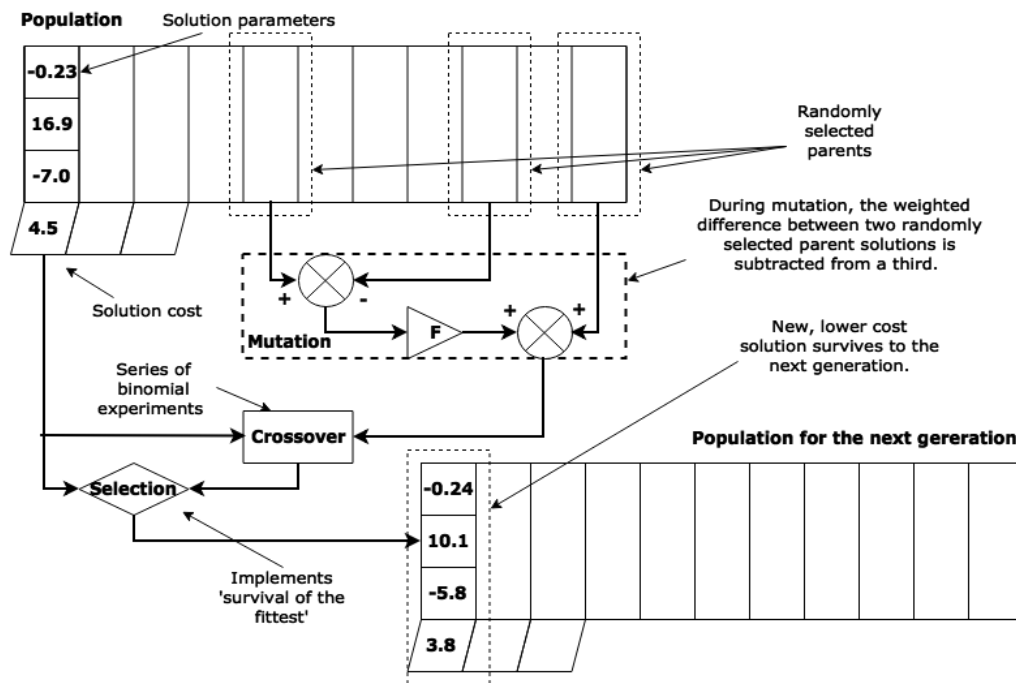 Population
Solution parameters
-0.23
16.9
-7.0
4.5
Randomly
selected
parents
During mutation, the weighted
difference between two randomly
selected parent solutions is
subtracted from a third.
Solution cost
+
-
F
+
+
Mutation
New, lower cost
solution survives to the
next generation.
Series of
binomial
experiments
Crossover
Selection
Implements
'survival of the
fittest'
Population for the next gereration
-0.24
10.1
-5.8
3.8